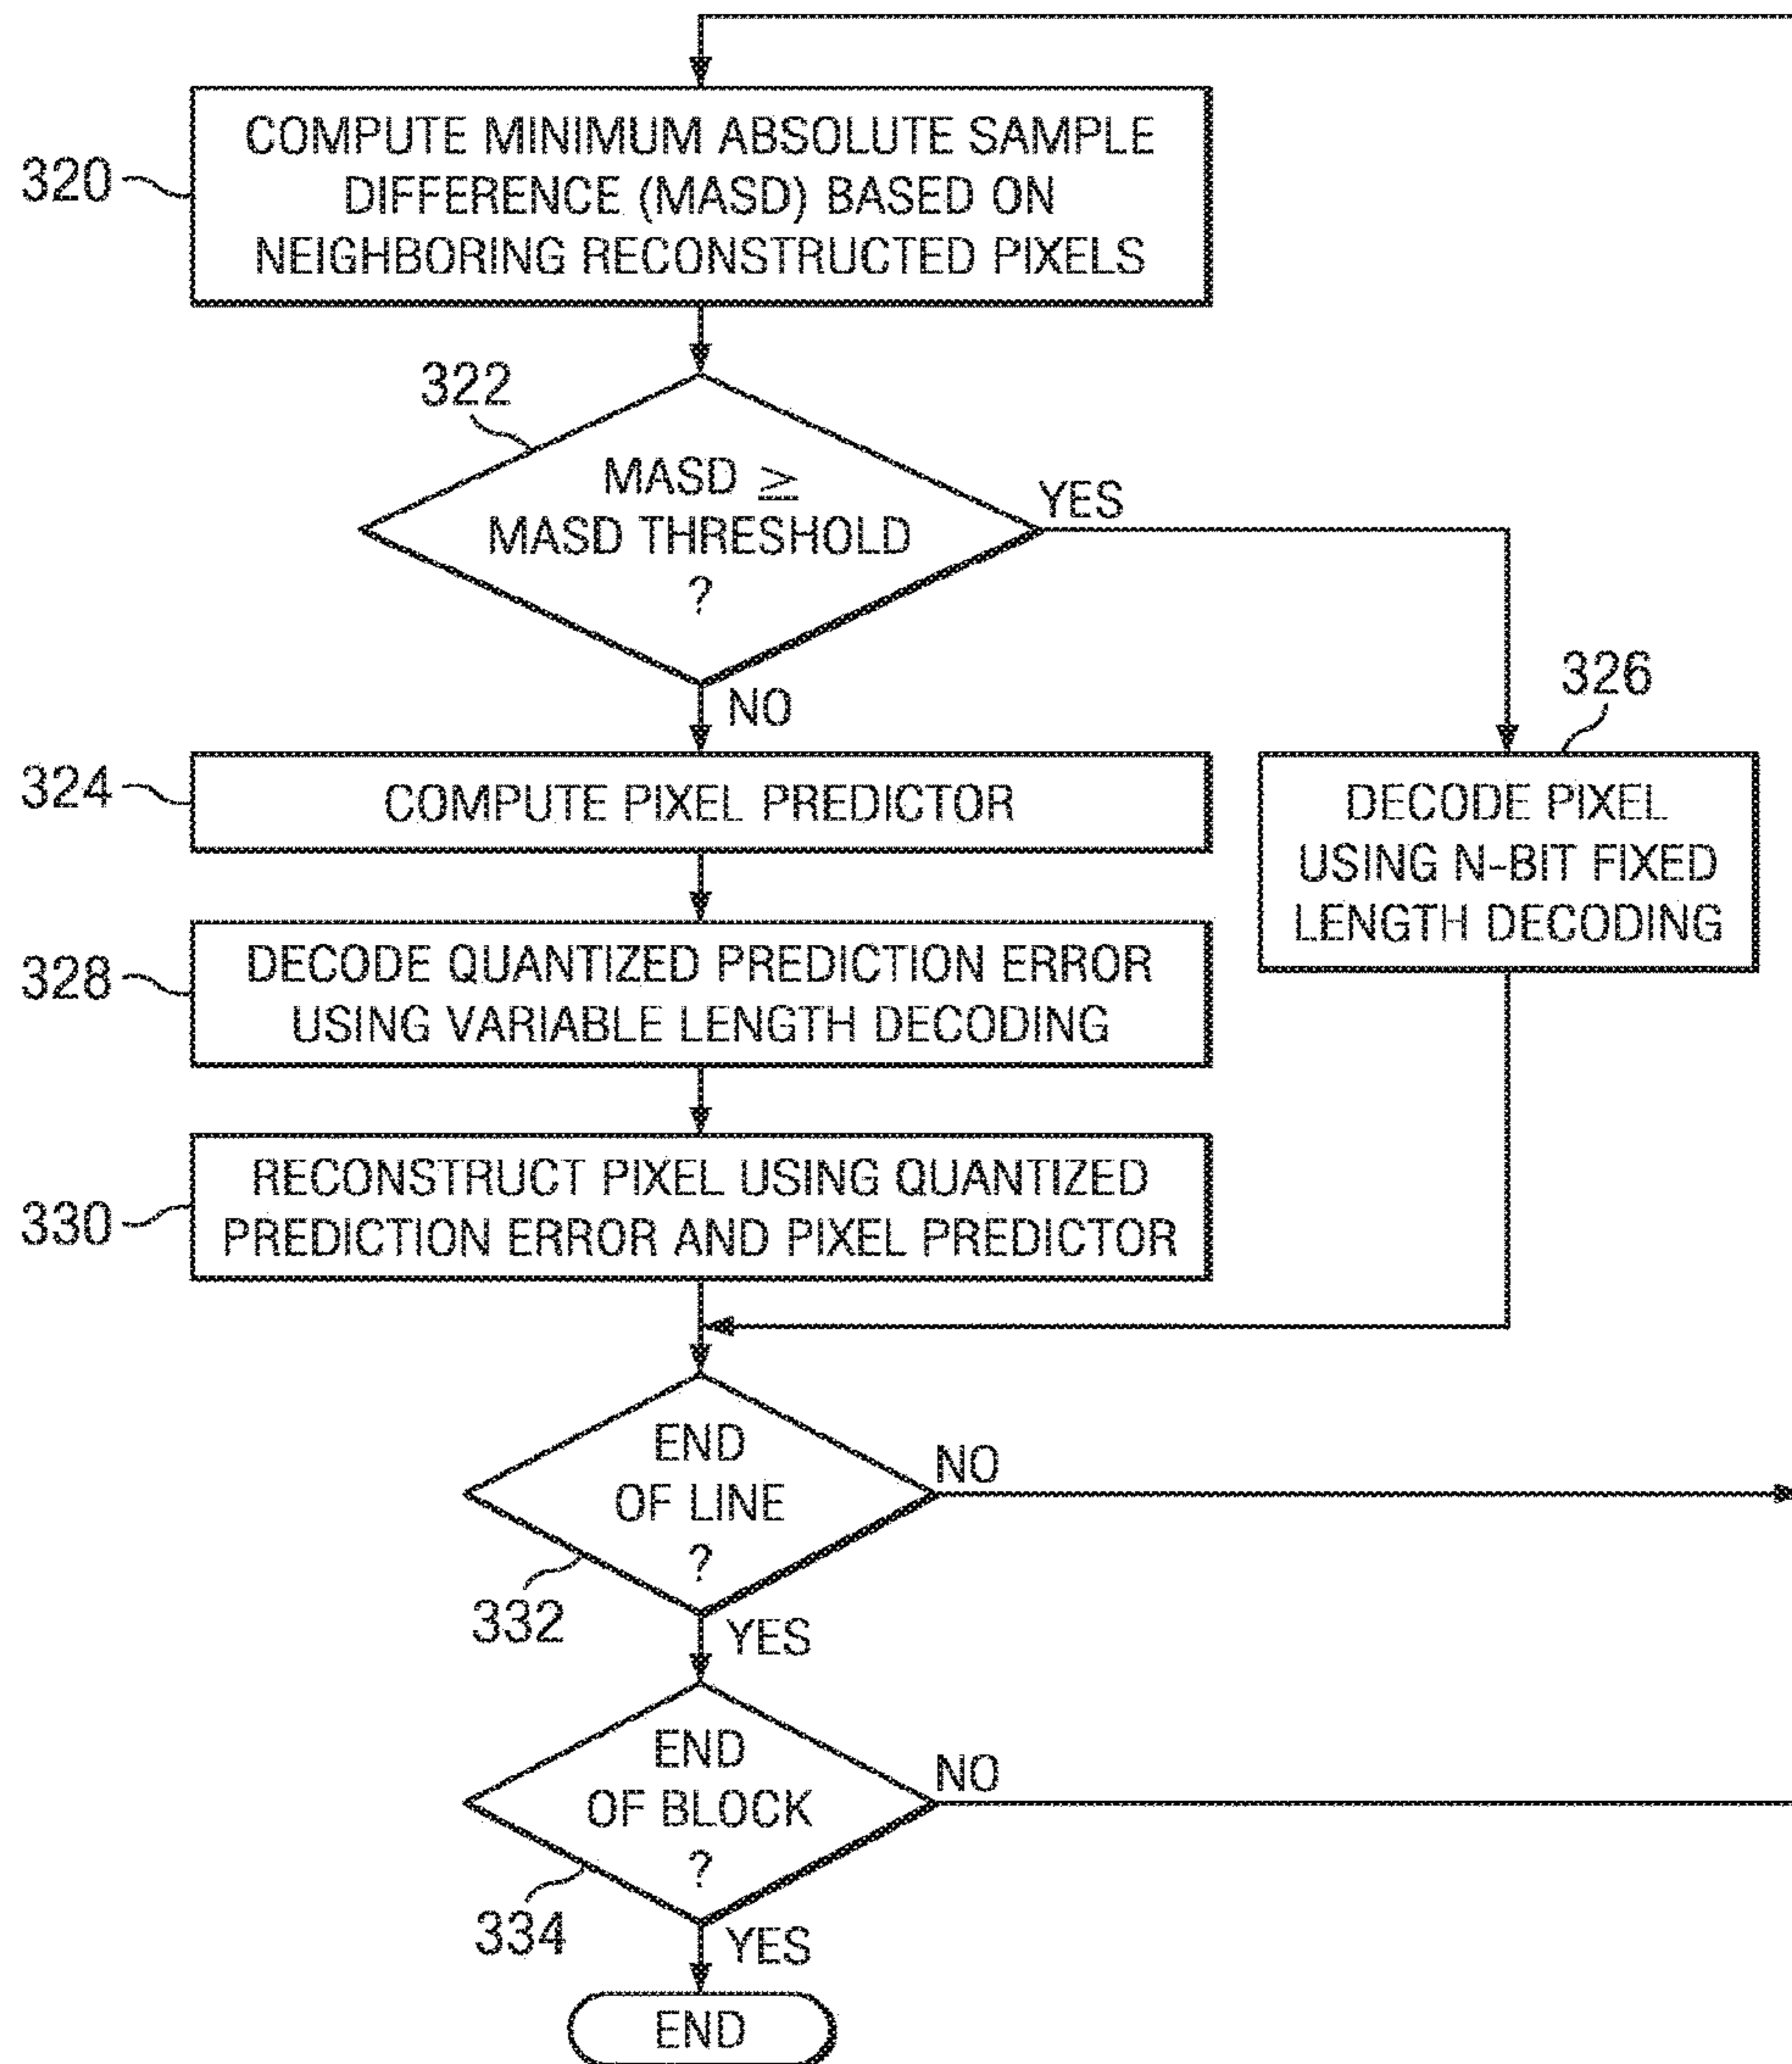 320
COMPUTE MINIMUM ABSOLUTE SAMPLE
DIFFERENCE (MASD) BASED ON
NEIGHBORING RECONSTRUCTED PIXELS
322
MASD ≥
MASD THRESHOLD
?
YES
NO
324
COMPUTE PIXEL PREDICTOR
326
DECODE PIXEL
USING N-BIT FIXED
LENGTH DECODING
328
DECODE QUANTIZED PREDICTION ERROR
USING VARIABLE LENGTH DECODING
330
RECONSTRUCT PIXEL USING QUANTIZED
PREDICTION ERROR AND PIXEL PREDICTOR
END
OF LINE
?
NO
332
YES
END
OF BLOCK
?
NO
334
YES
END